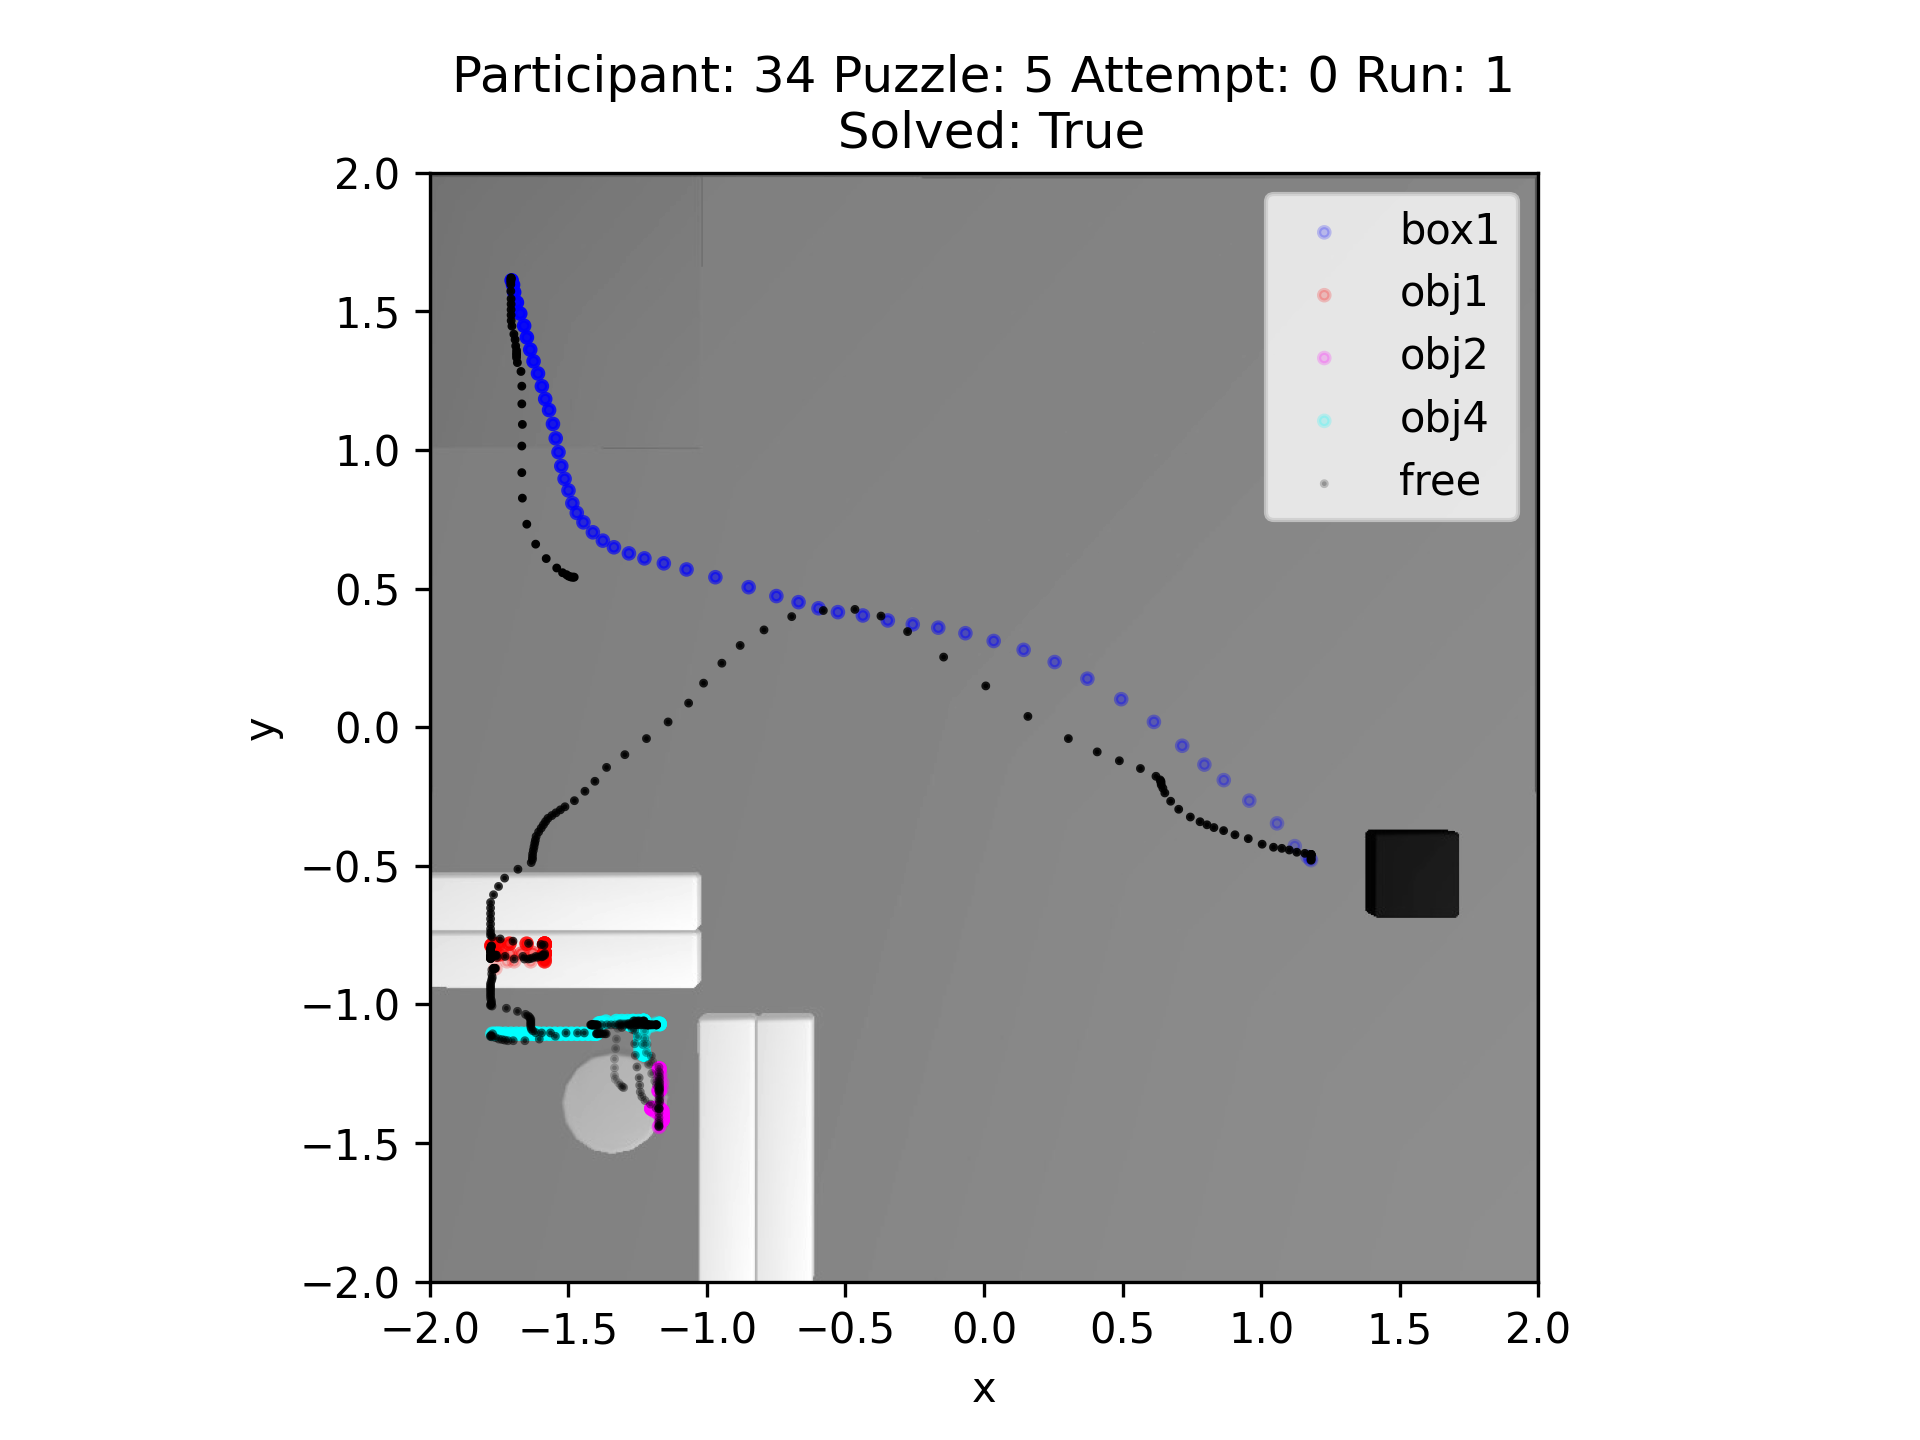 Participant: 34 Puzzle: 5 Attempt: 0 Run: 1
Solved: True
2.0
1.5
1.0
0.5
0.0
−0.5
−1.0
−1.5
−2.0
y
box1
obj1
obj2
obj4
free
−2.0 −1.5 −1.0 −0.5 0.0 0.5 1.0 1.5 2.0
x